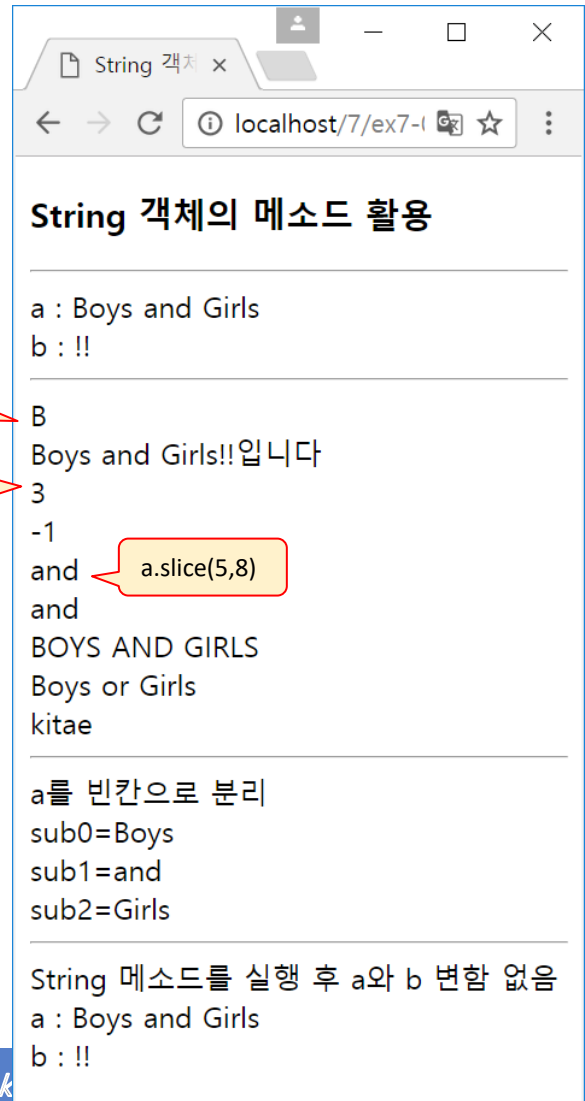 String 객체
localhost/7/ex7-0
String 객체의 메소드 활용
a : Boys and Girls
b : !!
B
Boys and Girls!!입니다
3
-1
and
a.slice(5,8)
and
BOYS AND GIRLS
Boys or Girls
kitae
a를 빈칸으로 분리
sub0=Boys
sub1=and
sub2=Girls
String 메소드를 실행 후 a와 b 변함 없음
a : Boys and Girls
b : !!
k